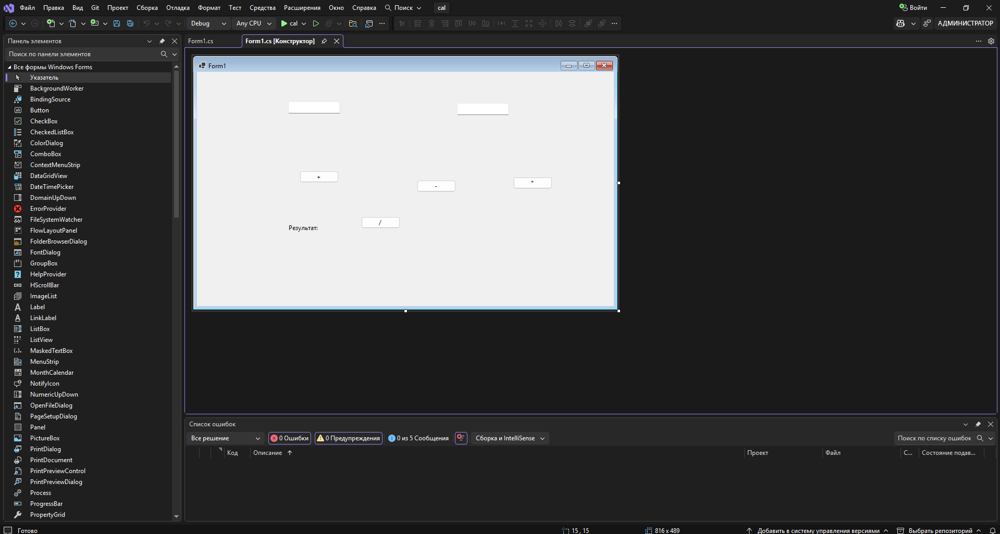 Файл Правка Вид Git Проект Сборка Отладка Формат Тест Средства Расширения Окно Справка Поиск cal Войти
Debug Any CPU cal АДМИНИСТРАТОР
Панель элементов
Form1.cs Form1.cs [Конструктор]
Поиск по панели элементов
Все формы Windows Forms
Указатель
BackgroundWorker
BindingSource
Button
CheckBox
CheckedListBox
ColorDialog
ComboBox
ContextMenuStrip
DataGridView
DateTimePicker
DomainUpDown
ErrorProvider
FileSystemWatcher
FlowLayoutPanel
FolderBrowserDialog
FontDialog
GroupBox
HelpProvider
HScrollBar
ImageList
Label
LinkLabel
ListBox
ListView
MaskedTextBox
MenuStrip
MonthCalendar
NotifyIcon
NumericUpDown
OpenFileDialog
PageSetupDialog
Panel
PictureBox
PrintDialog
PrintDocument
PrintPreviewControl
PrintPreviewDialog
Process
ProgressBar
PropertyGrid
Form1
+
-
*
/
Результат:
Список ошибок
Все решение 0 Ошибки 0 Предупреждения 0 из 5 Сообщения Сборка и IntelliSense Поиск по списку ошибок
Код Описание Проект Файл С... Состояние подав...
Готово 15 , 15 816 x 489 Добавить в систему управления версиями Выбрать репозиторий